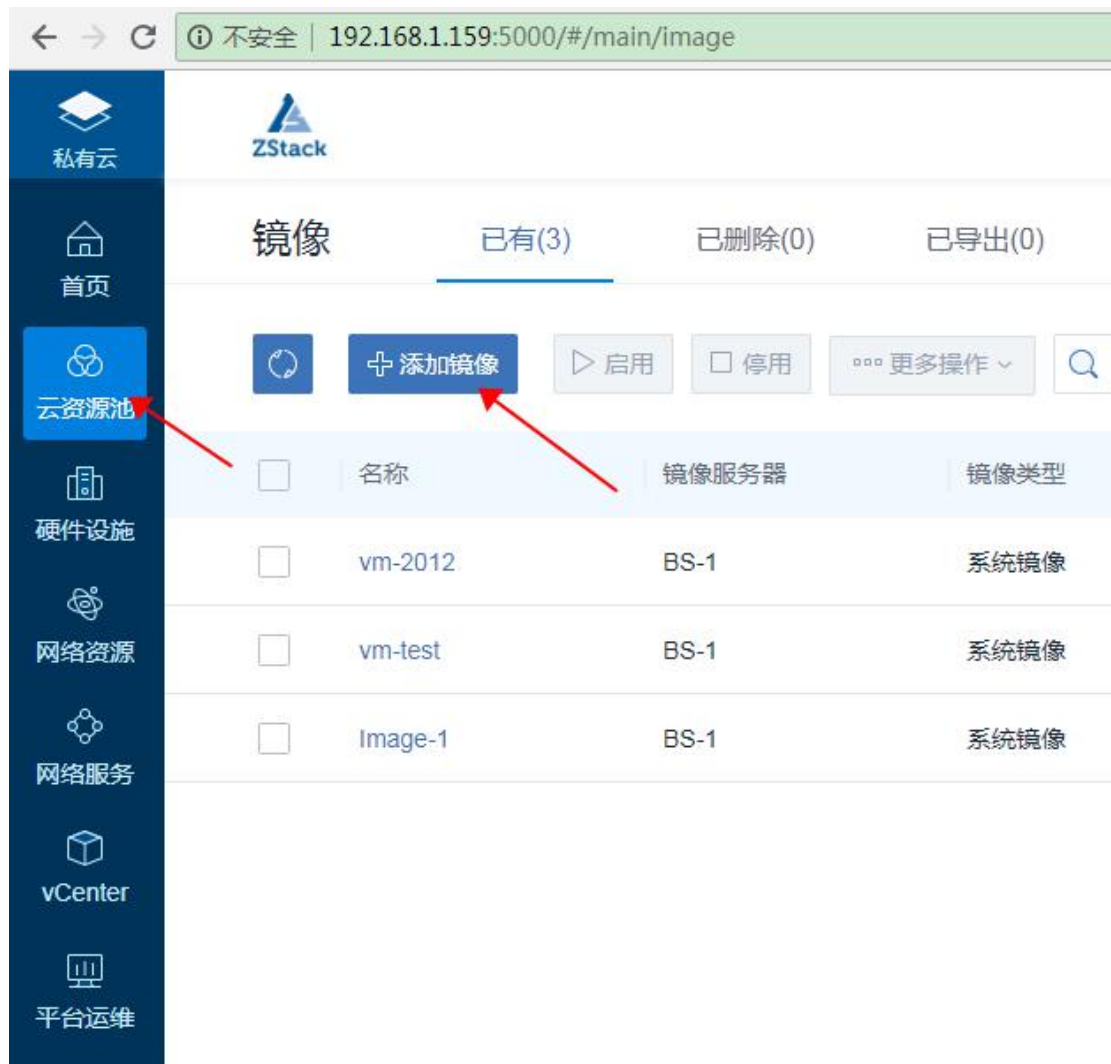 不安全 | 192.168.1.159:5000/#/main/image
私有云
ZStack
镜像 已有(3) 已删除(0) 已导出(0)
首页
添加镜像 启用 停用 更多操作
云资源池
名称 镜像服务器 镜像类型
硬件设施
vm-2012 BS-1 系统镜像
网络资源
vm-test BS-1 系统镜像
网络服务
Image-1 BS-1 系统镜像
vCenter
平台运维